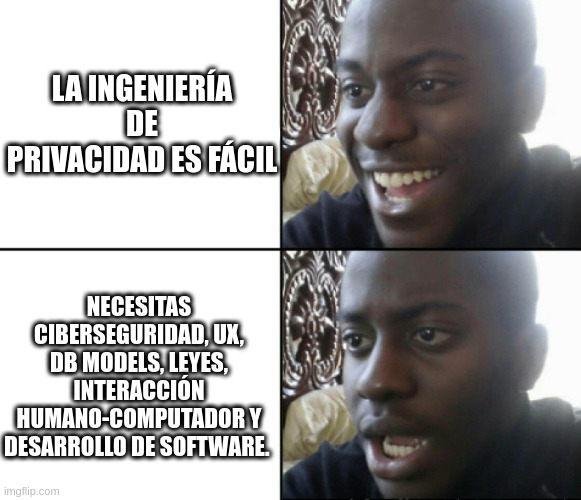 LA INGENIERÍA
DE
PRIVACIDAD ES FÁCIL
NECESITAS
CIBERSEGURIDAD, UX,
DB MODELS, LEYES,
INTERACCIÓN
HUMANO-COMPUTADOR Y
DESARROLLO DE SOFTWARE.
imgflip.com